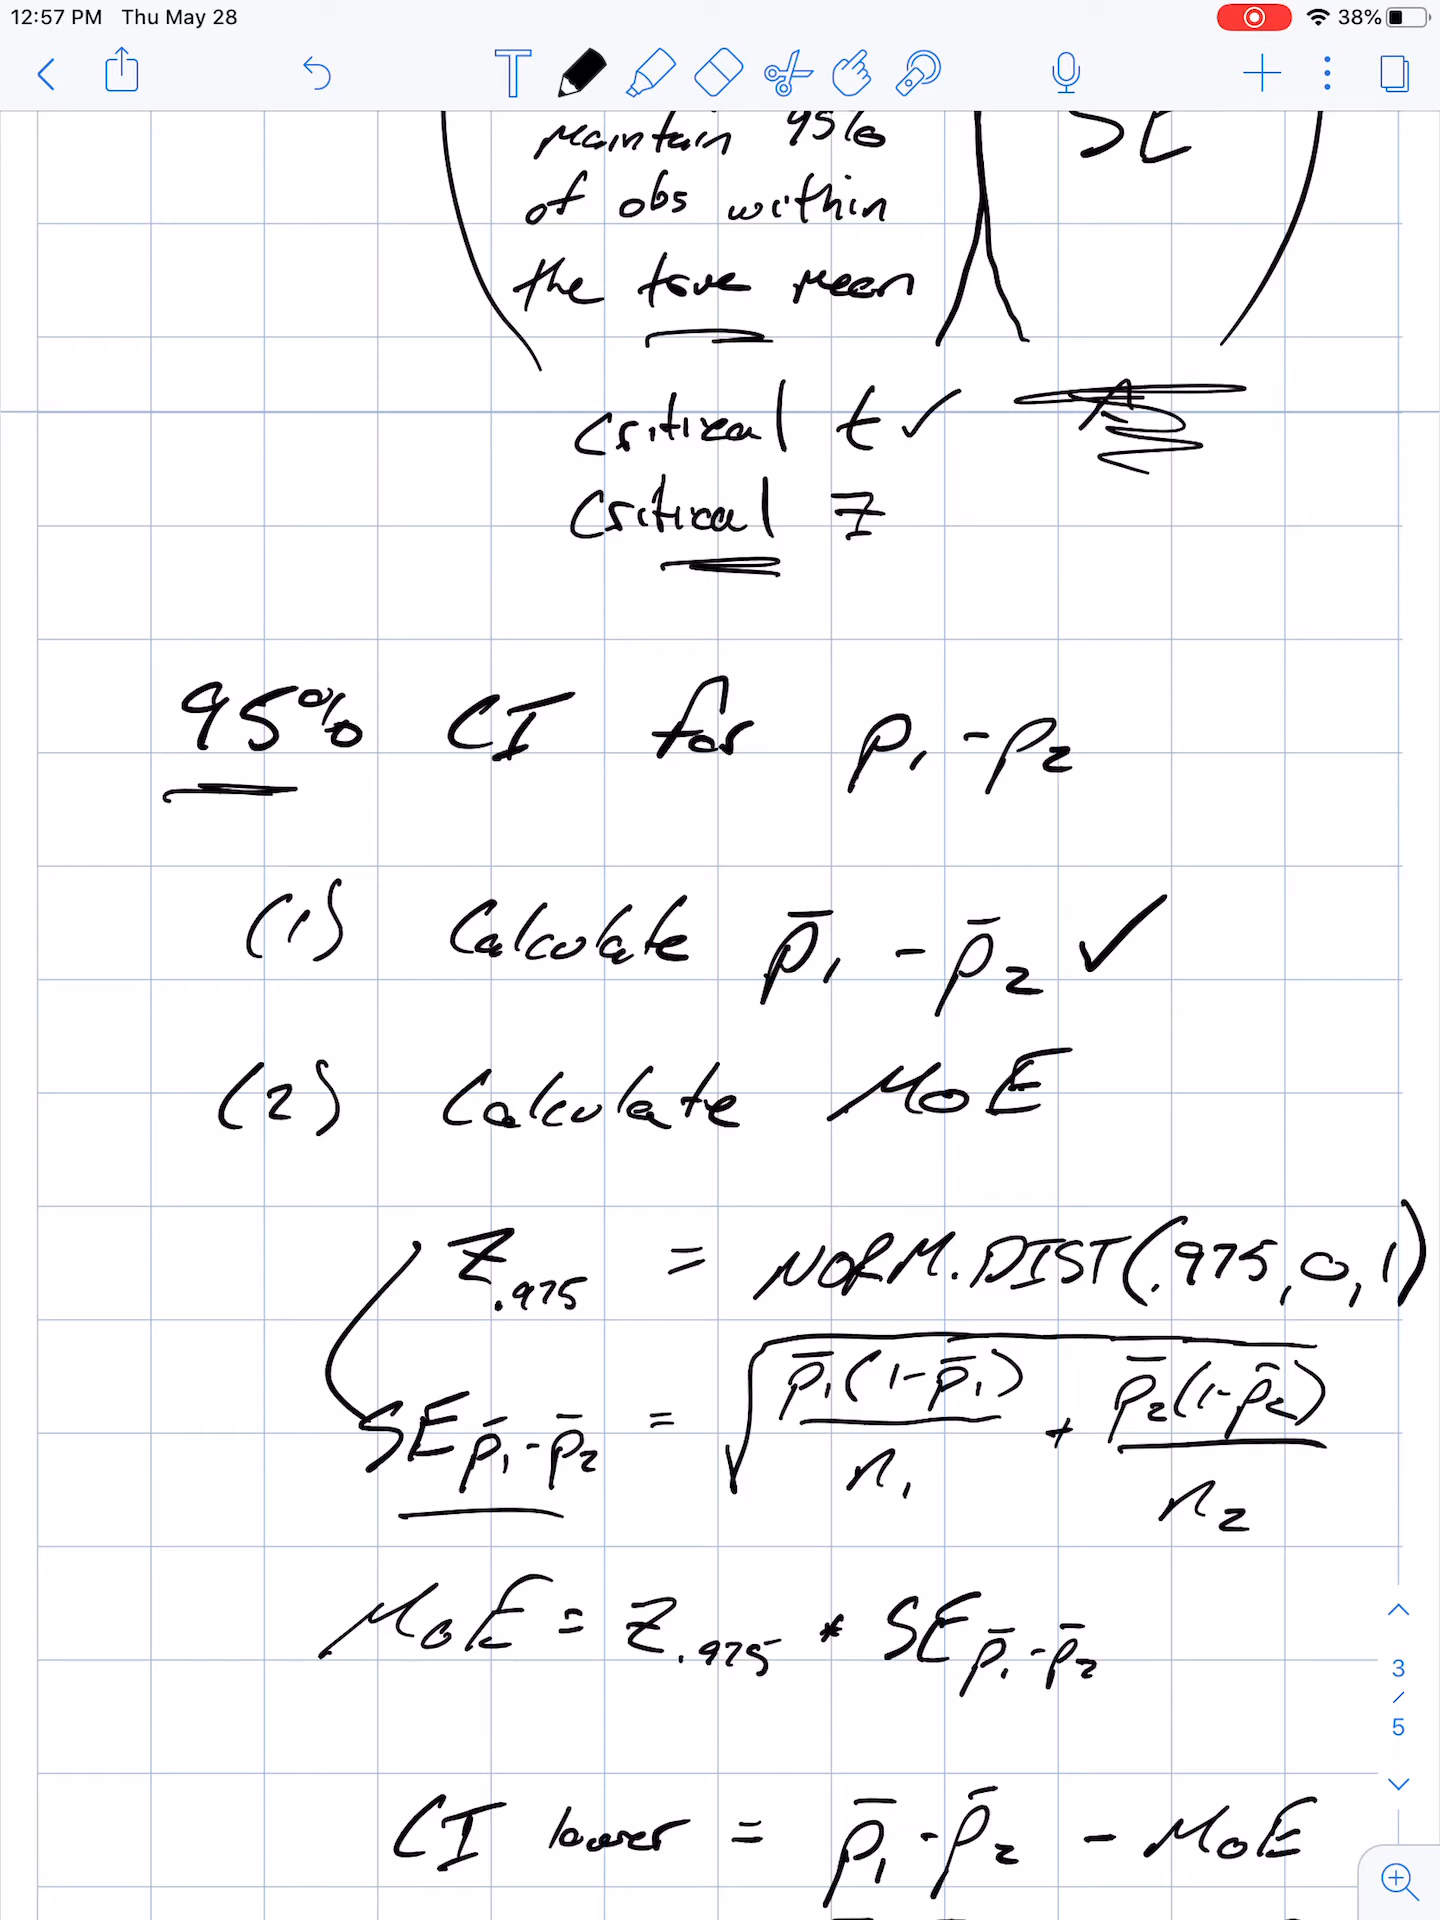 12:57 PM Thu May 28
38%
T
Maintain 95%
SE
of obs within
the true mean
critical t ✓
critical Z
95% CI for p₁ - p₂
(1) Calculate p̄₁ - p̄₂ ✓
(2) Calculate MoE
Z.975 = NORM.DIST(.975,0,1)
SE p̄₁-p̄₂ = √( p̄₁(1-p̄₁)/n₁ + p̄₂(1-p̄₂)/n₂ )
MoE = Z.975 * SE p̄₁-p̄₂
3
/
5
CI lower = p̄₁ - p̄₂ - MoE